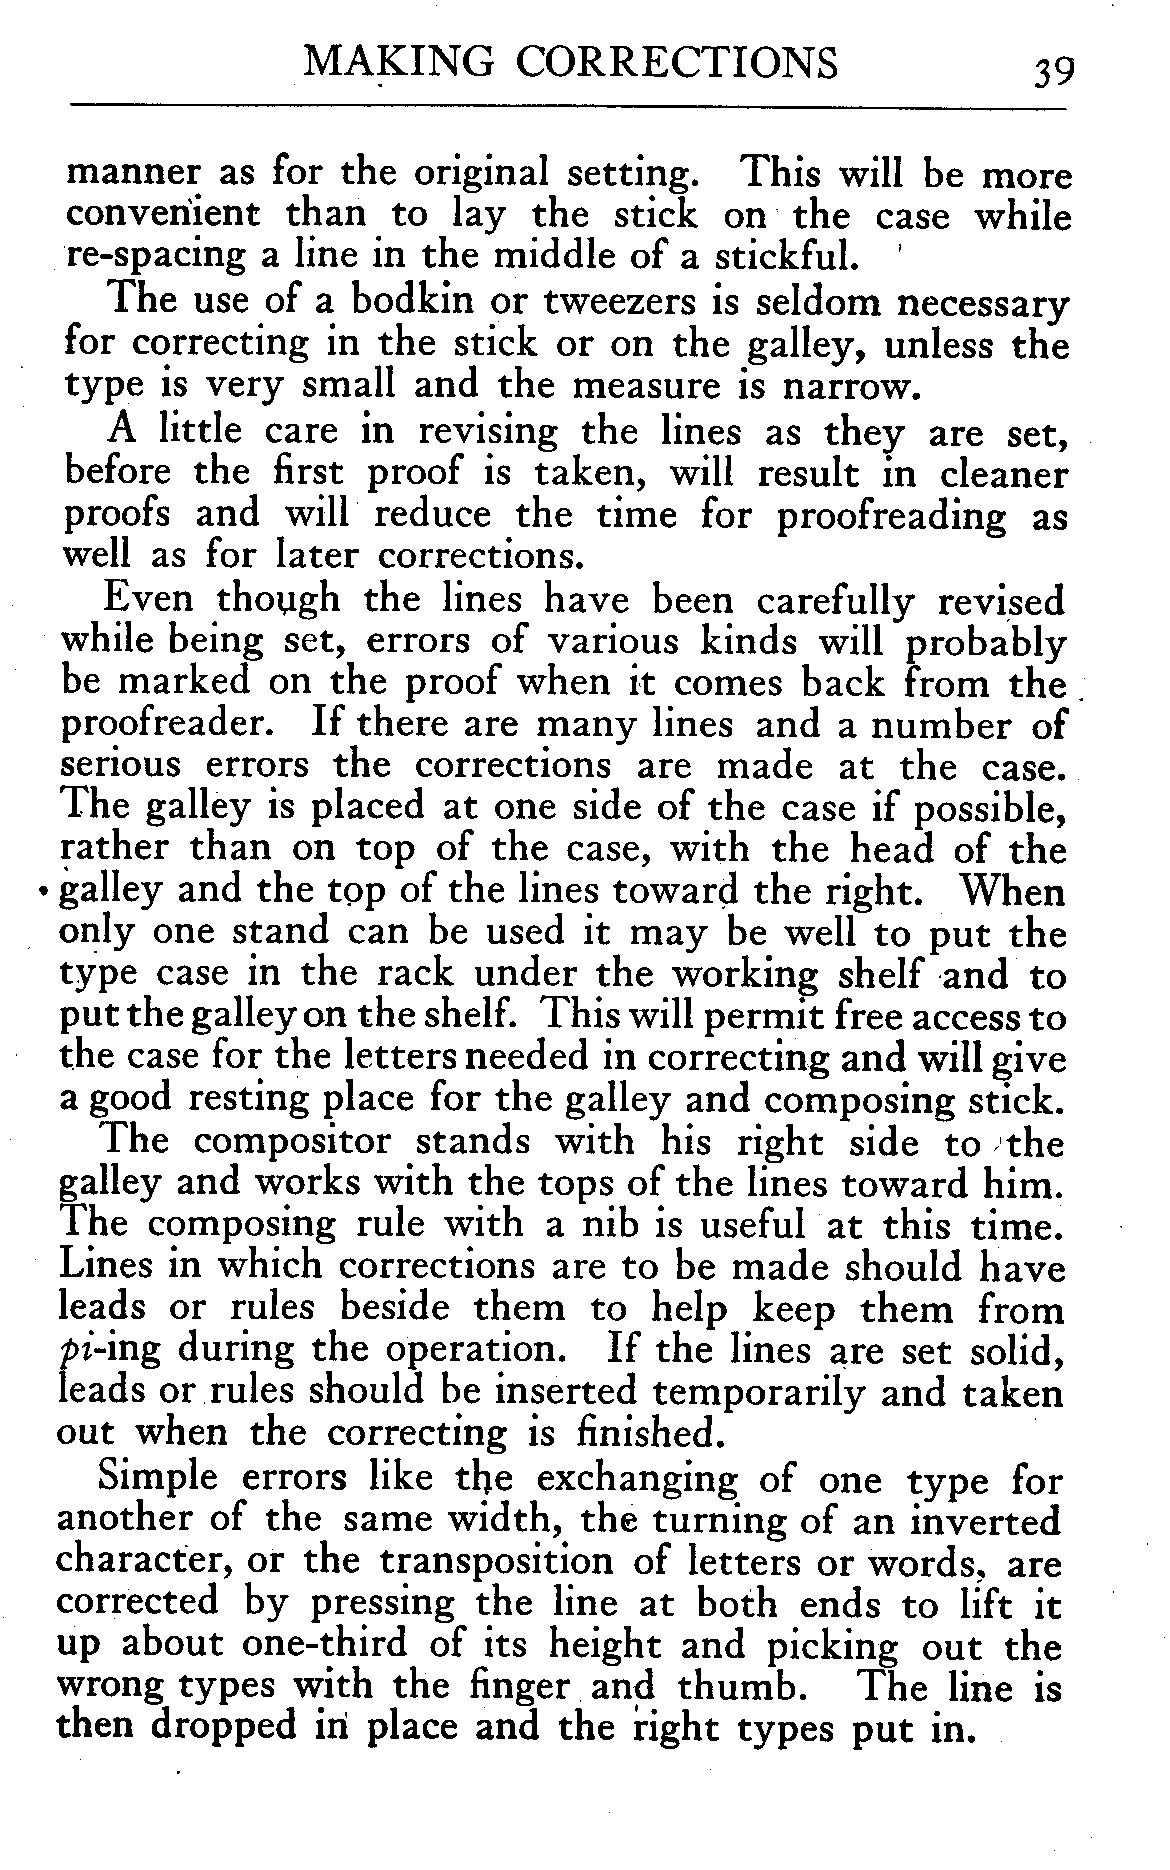 MAKING CORRECTIONS 39
manner as for the original setting. This will be more
convenient than to lay the stick on the case while
re-spacing a line in the middle of a stickful.
The use of a bodkin or tweezers is seldom necessary
for correcting in the stick or on the galley, unless the
type is very small and the measure is narrow.
A little care in revising the lines as they are set,
before the first proof is taken, will result in cleaner
proofs and will reduce the time for proofreading as
well as for later corrections.
Even though the lines have been carefully revised
while being set, errors of various kinds will probably
be marked on the proof when it comes back from the
proofreader. If there are many lines and a number of
serious errors the corrections are made at the case.
The galley is placed at one side of the case if possible,
rather than on top of the case, with the head of the
galley and the top of the lines toward the right. When
only one stand can be used it may be well to put the
type case in the rack under the working shelf and to
put the galley on the shelf. This will permit free access to
the case for the letters needed in correcting and will give
a good resting place for the galley and composing stick.
The compositor stands with his right side to the
galley and works with the tops of the lines toward him.
The composing rule with a nib is useful at this time.
Lines in which corrections are to be made should have
leads or rules beside them to help keep them from
pi-ing during the operation. If the lines are set solid,
leads or rules should be inserted temporarily and taken
out when the correcting is finished.
Simple errors like the exchanging of one type for
another of the same width, the turning of an inverted
character, or the transposition of letters or words, are
corrected by pressing the line at both ends to lift it
up about one-third of its height and picking out the
wrong types with the finger and thumb. The line is
then dropped in place and the right types put in.